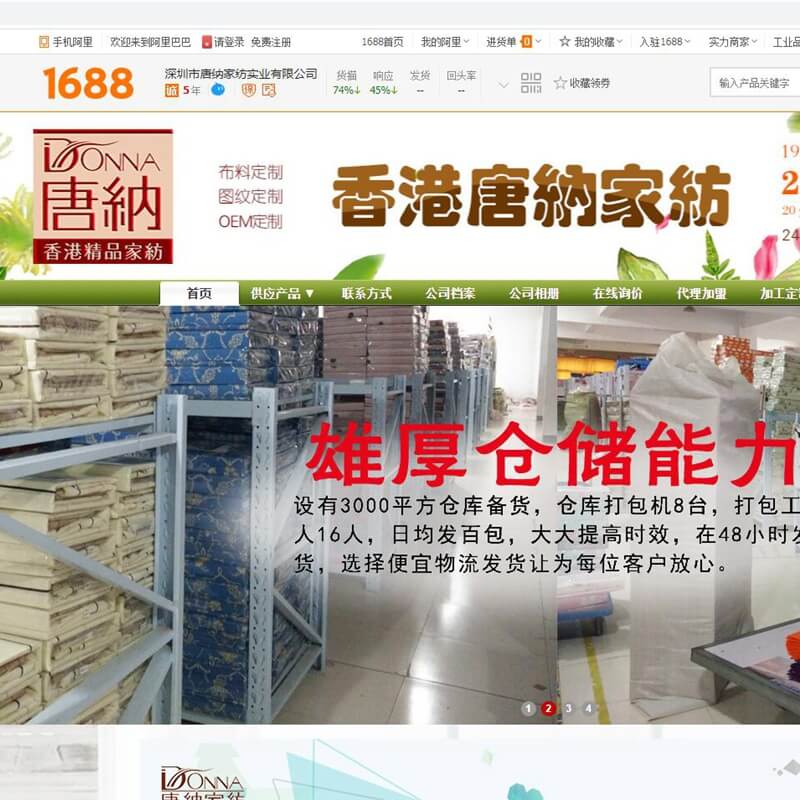 手机阿里 欢迎来到阿里巴巴 请登录 免费注册 1688首页 我的阿里 进货单 0 我的收藏 入驻1688 实力商家 工业品
1688 深圳市唐纳家纺实业有限公司 货描 响应 发货 回头率 收藏领券 输入产品关键字
诚 5年 74%↓ 45%↓ -- --
DONNA
唐納
香港精品家紡
布料定制
图纹定制
OEM定制
香港唐納家紡
19
2
20
24
首页 供应产品▼ 联系方式 公司档案 公司相册 在线询价 代理加盟 加工定
雄厚仓储能力
设有3000平方仓库备货，仓库打包机8台，打包工
人16人，日均发百包，大大提高时效，在48小时发
货，选择便宜物流发货让为每位客户放心。
1 2 3 4
DONNA
唐納家紡